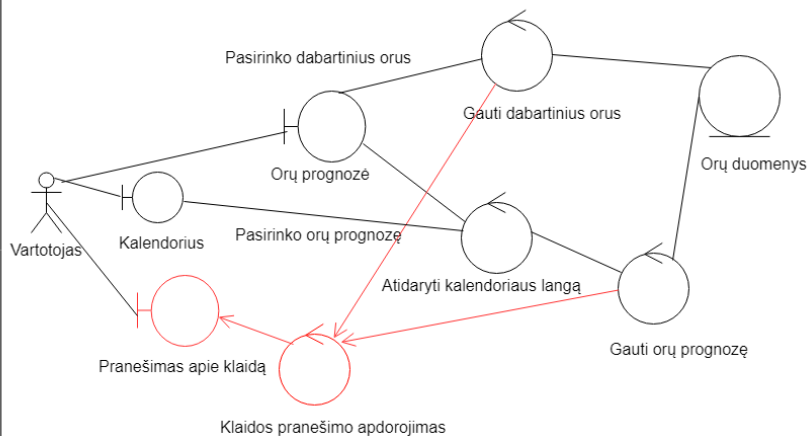 Pasirinko dabartinius orus
Gauti dabartinius orus
Orų duomenys
Orų prognozė
Vartotojas
Kalendorius
Pasirinko orų prognozę
Atidaryti kalendoriaus langą
Gauti orų prognozę
Pranešimas apie klaidą
Klaidos pranešimo apdorojimas